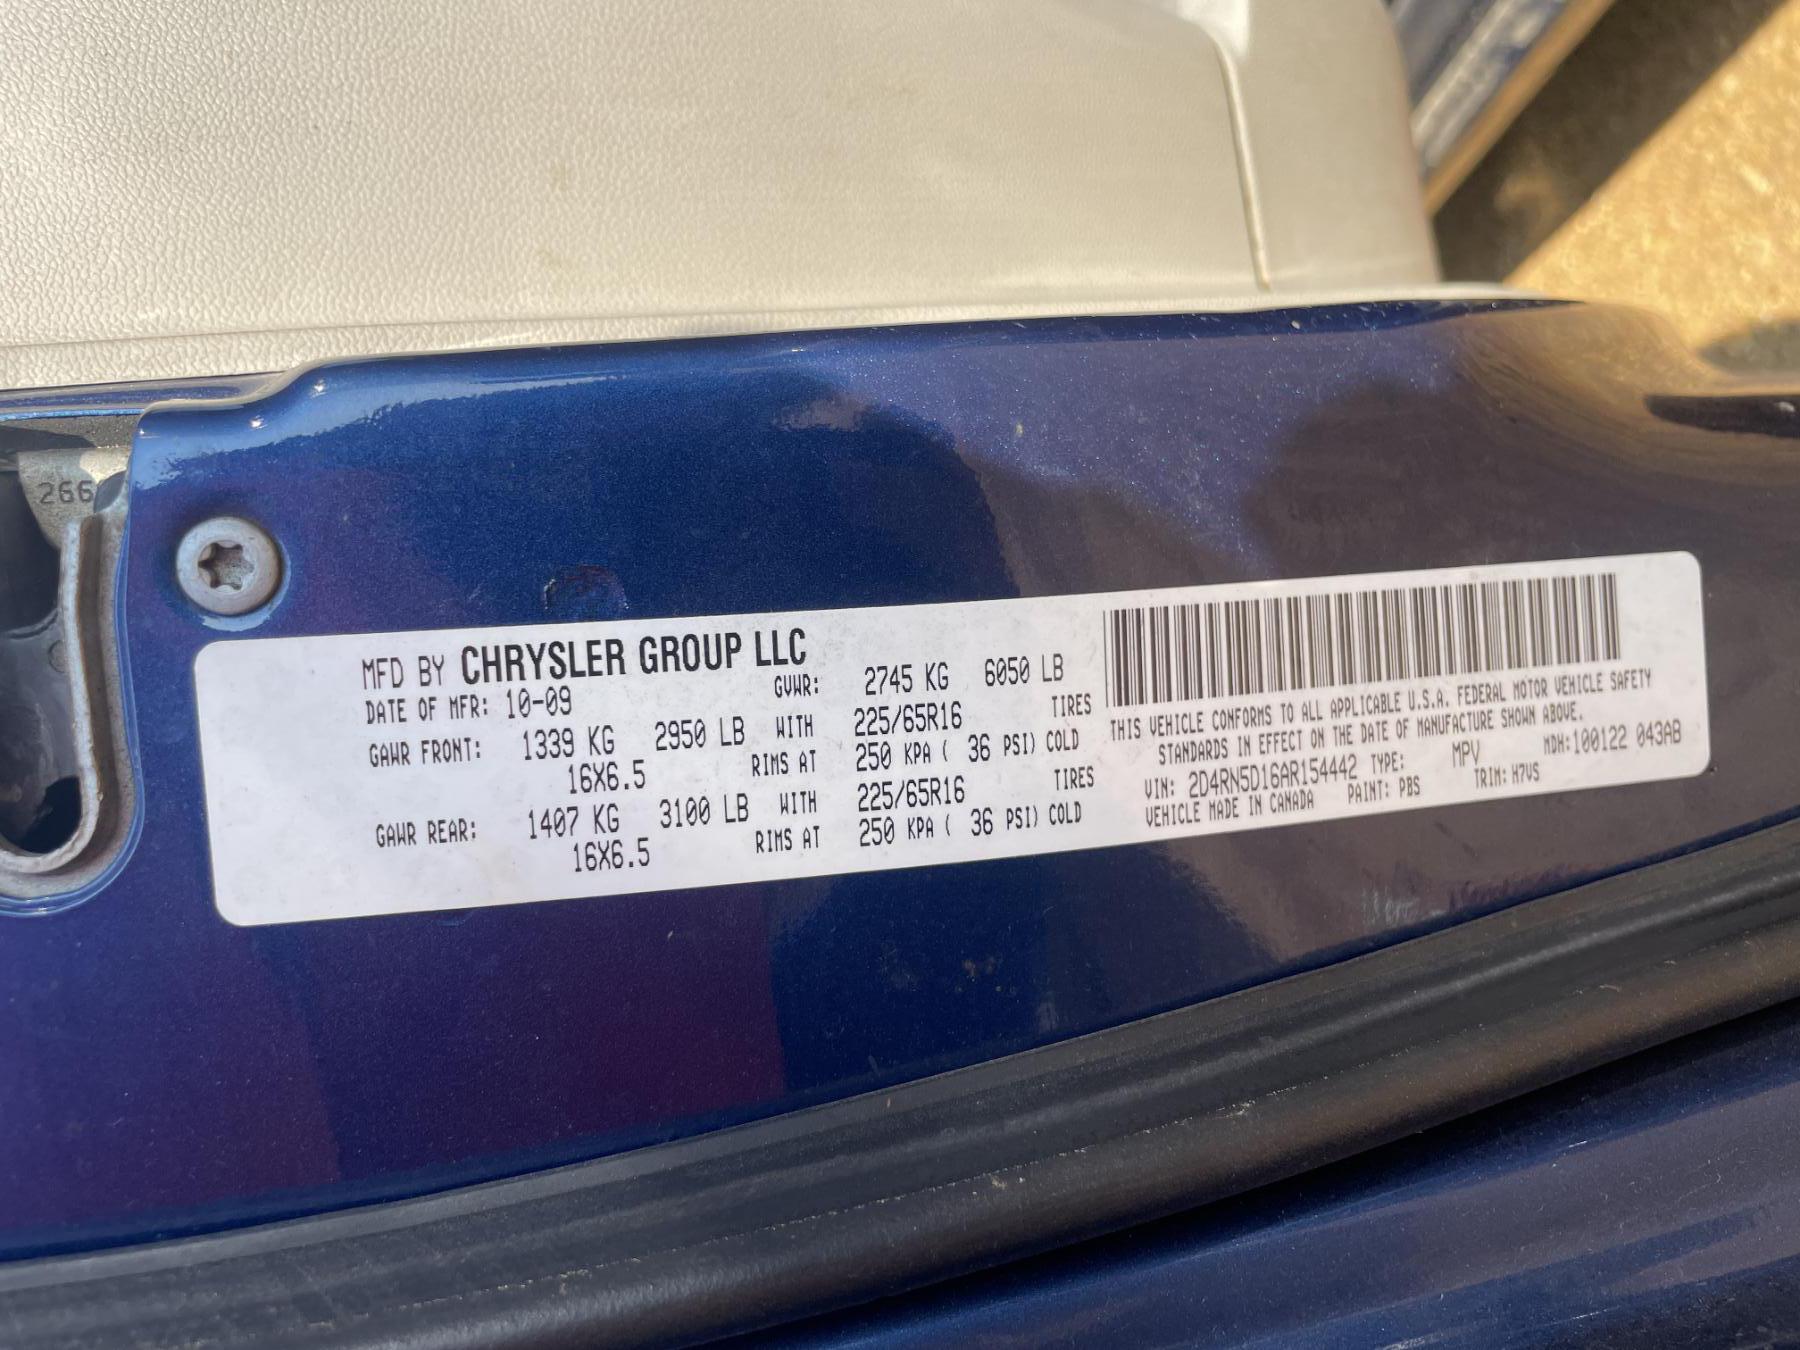 266
MFD BY CHRYSLER GROUP LLC
DATE OF MFR: 10-09 GVWR: 2745 KG 6050 LB
GAWR FRONT: 1339 KG 2950 LB WITH 225/65R16 TIRES
16X6.5 RIMS AT 250 KPA ( 36 PSI) COLD
GAWR REAR: 1407 KG 3100 LB WITH 225/65R16 TIRES
16X6.5 RIMS AT 250 KPA ( 36 PSI) COLD
THIS VEHICLE CONFORMS TO ALL APPLICABLE U.S.A. FEDERAL MOTOR VEHICLE SAFETY
STANDARDS IN EFFECT ON THE DATE OF MANUFACTURE SHOWN ABOVE.
VIN: 2D4RN5D16AR154442 TYPE: MPV MDH:100122 043AB
VEHICLE MADE IN CANADA PAINT: PBS TRIM: H7VS